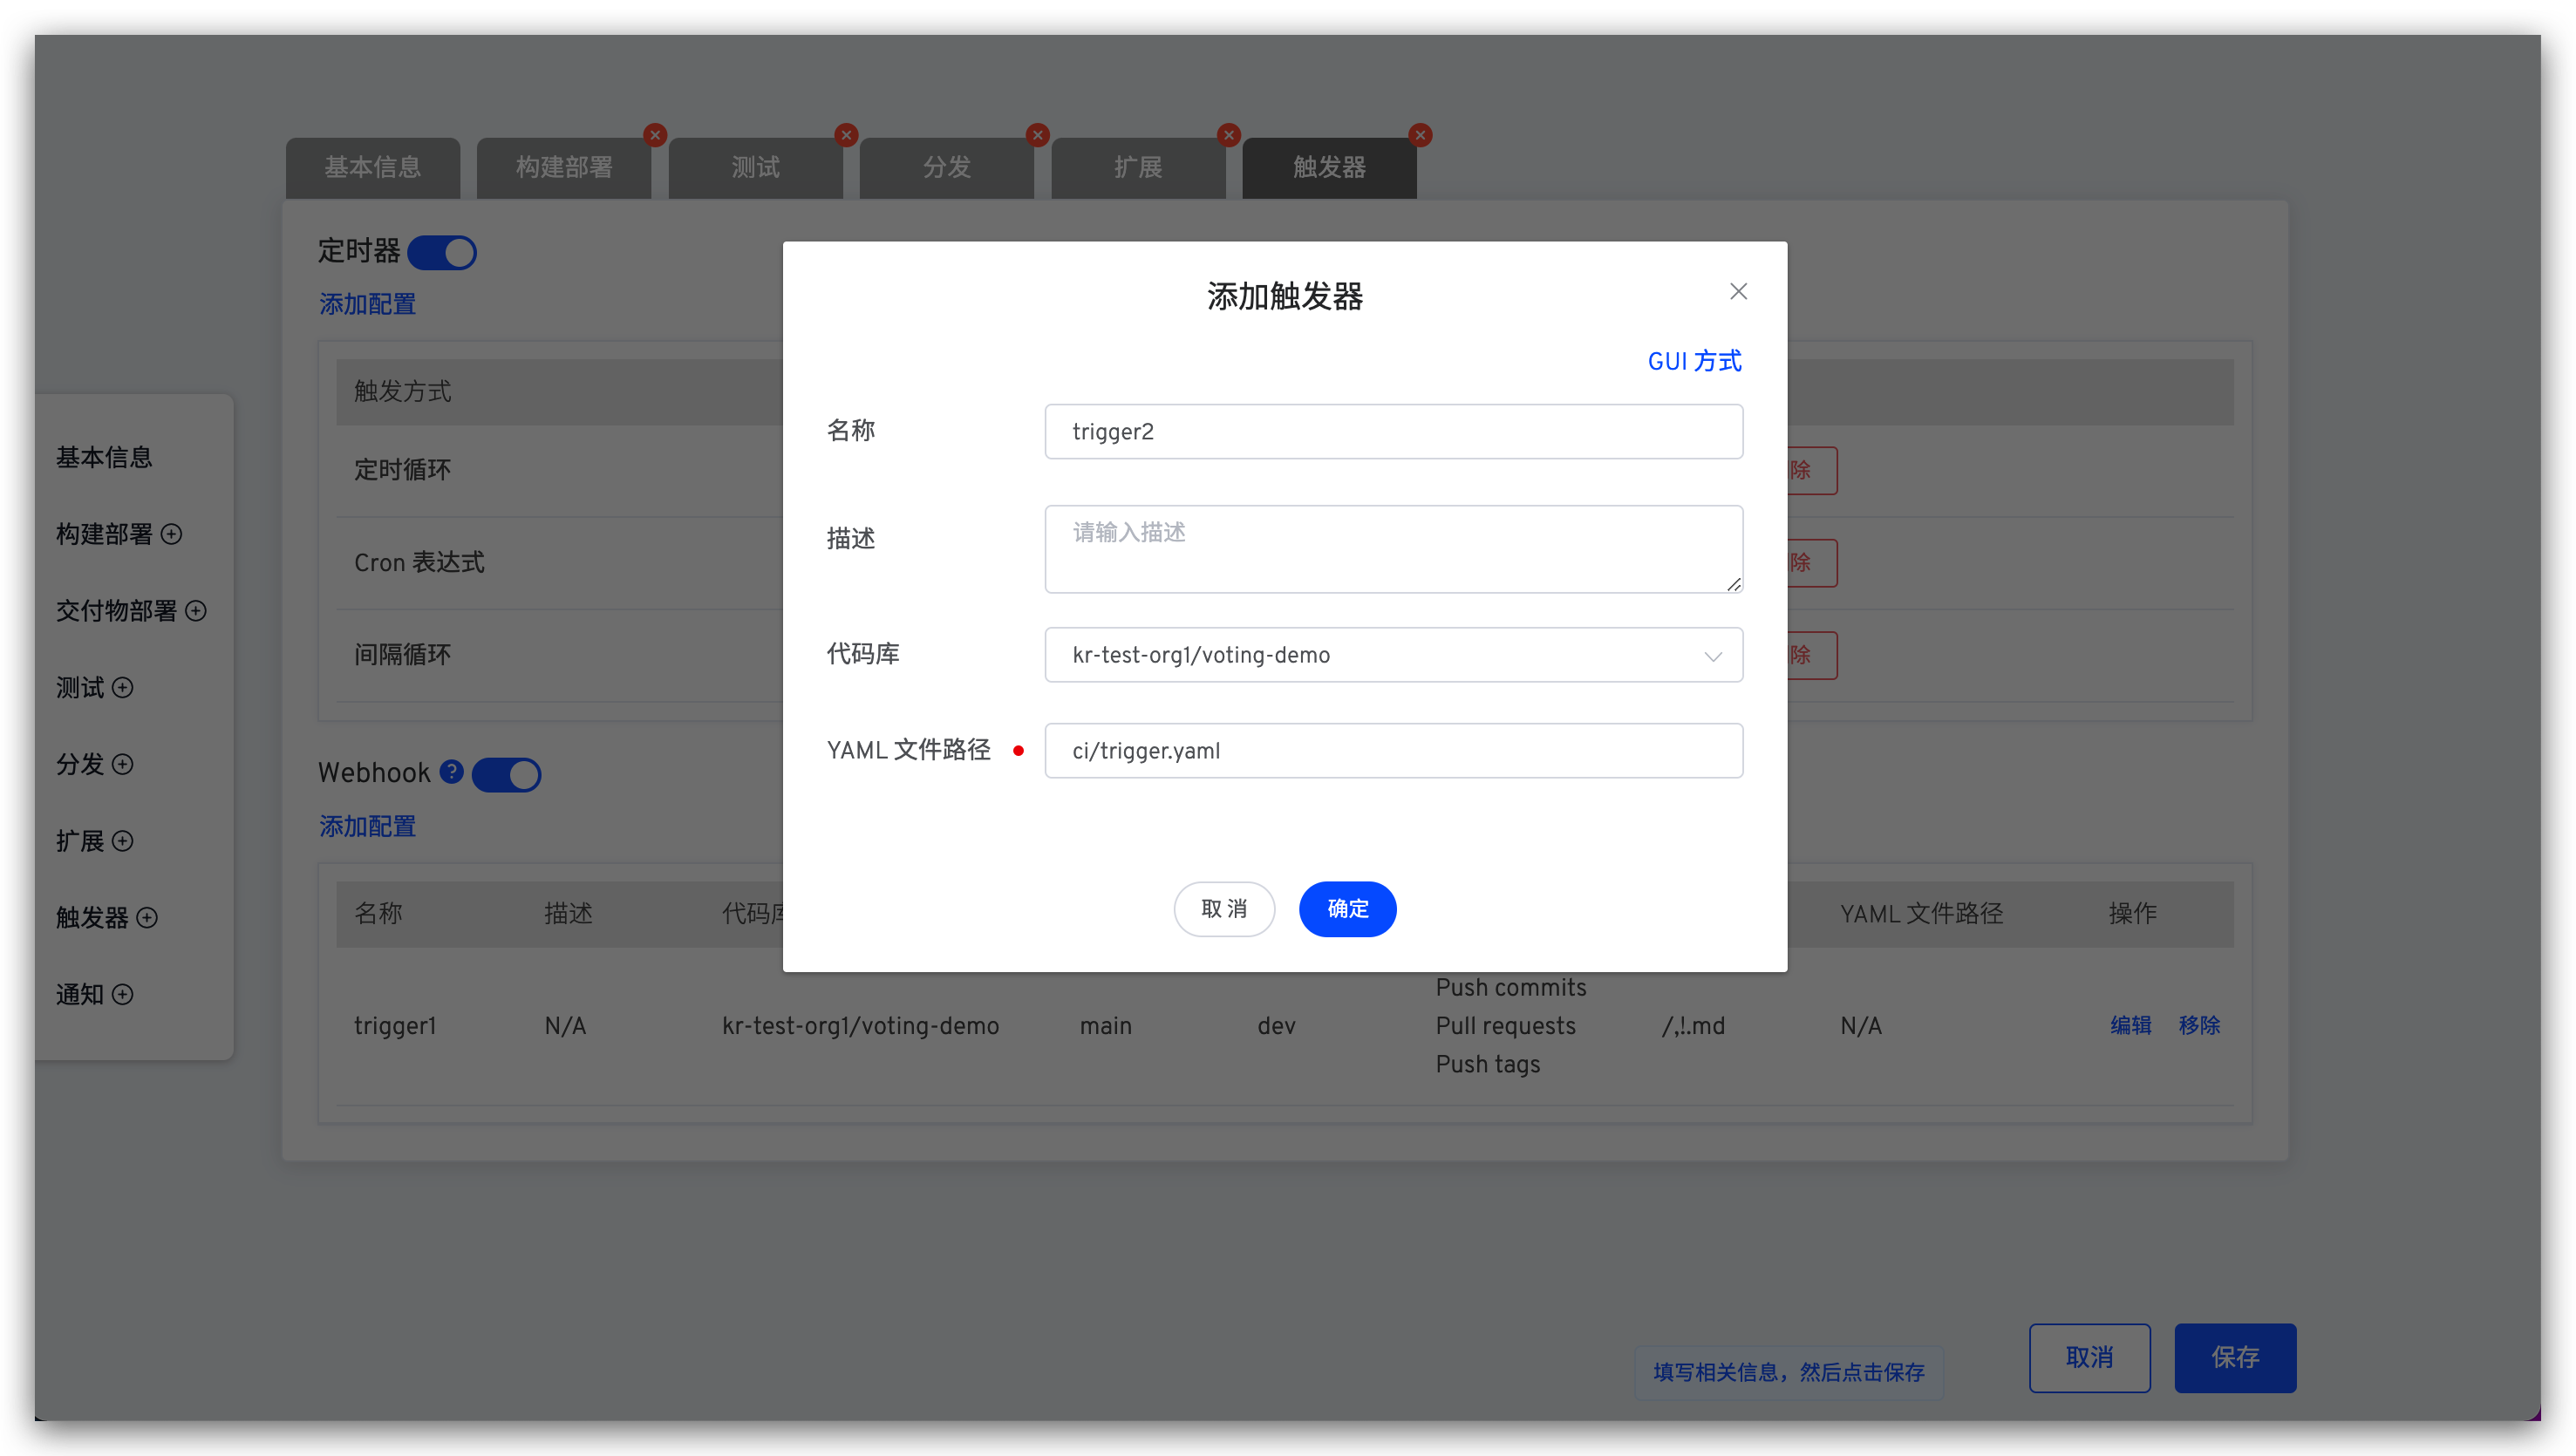 基本信息
构建部署
测试
分发
扩展
触发器
定时器
添加配置
触发方式
定时循环
Cron 表达式
间隔循环
除
除
除
添加触发器
GUI 方式
名称
trigger2
描述
请输入描述
代码库
kr-test-org1/voting-demo
YAML 文件路径
ci/trigger.yaml
取消
确定
基本信息
构建部署
交付物部署
测试
分发
扩展
触发器
通知
Webhook ?
添加配置
名称 描述 代码库 YAML 文件路径 操作
trigger1 N/A kr-test-org1/voting-demo main dev Push commits Pull requests Push tags /,!.md N/A 编辑 移除
填写相关信息，然后点击保存
取消
保存